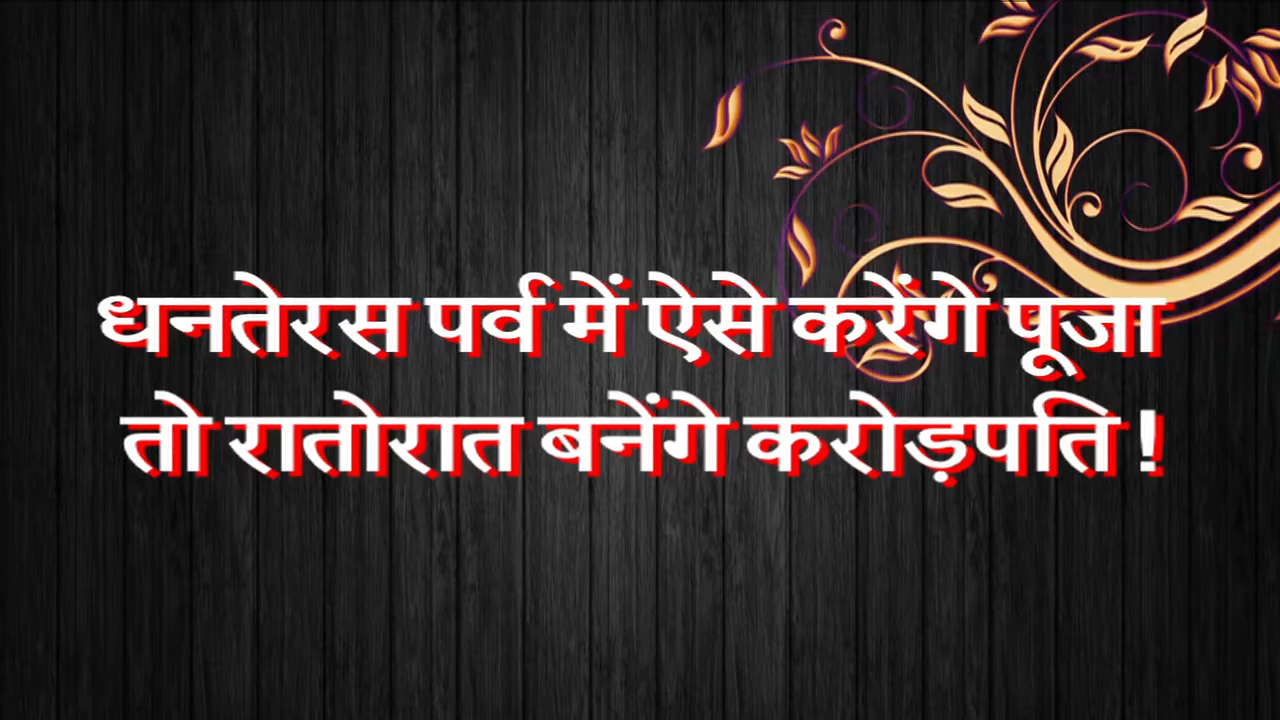 धनतेरस पर्व में ऐसे करेंगे पूजा
तो रातोरात बनेंगे करोड़पति !